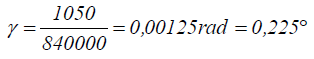 γ = 1050/840000 = 0,00125rad = 0,225°